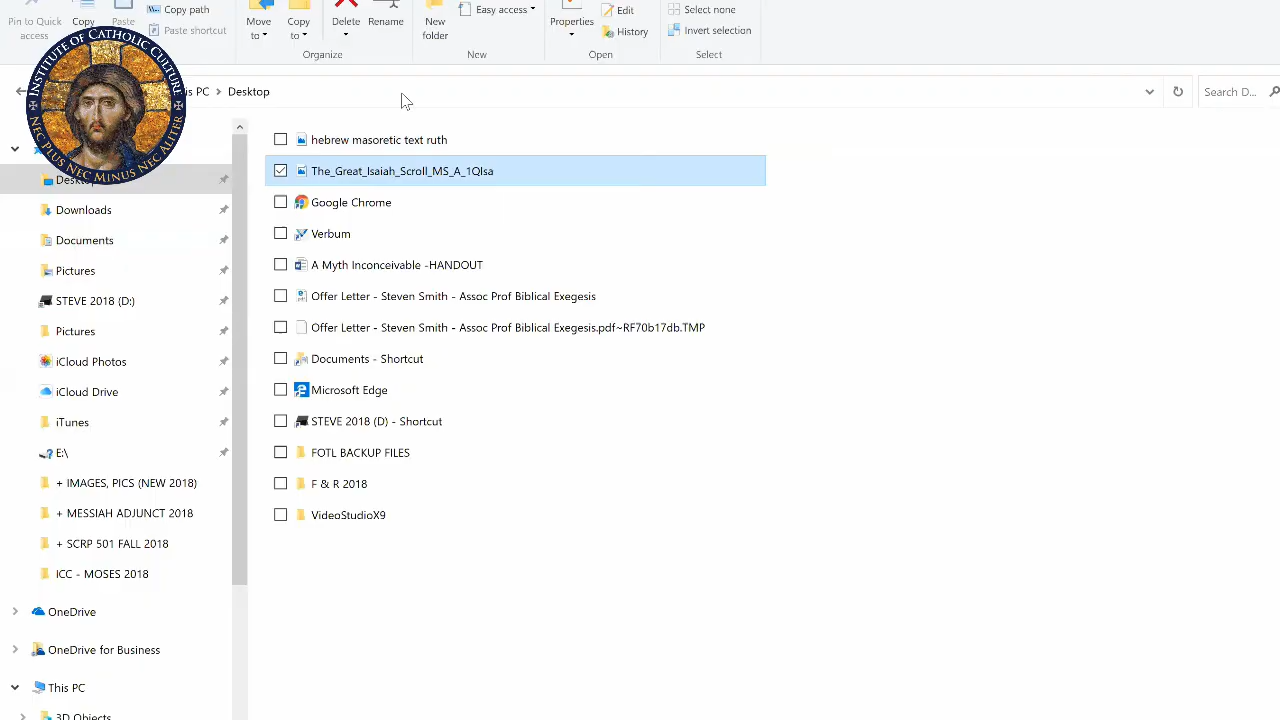 Pin to Quick access
Copy
Paste
Copy path
Paste shortcut
Move to
Copy to
Delete
Rename
Organize
New folder
Easy access
New
Properties
Edit
History
Open
Select none
Invert selection
Select
INSTITUTE OF CATHOLIC CULTURE
NEC PLUS NEC MINUS NEC ALITER
is PC > Desktop
Search D...
Downloads
Documents
Pictures
STEVE 2018 (D:)
Pictures
iCloud Photos
iCloud Drive
iTunes
E:\
+ IMAGES, PICS (NEW 2018)
+ MESSIAH ADJUNCT 2018
+ SCRP 501 FALL 2018
ICC - MOSES 2018
OneDrive
OneDrive for Business
This PC
3D Objects
hebrew masoretic text ruth
The_Great_Isaiah_Scroll_MS_A_1QIsa
Google Chrome
Verbum
A Myth Inconceivable -HANDOUT
Offer Letter - Steven Smith - Assoc Prof Biblical Exegesis
Offer Letter - Steven Smith - Assoc Prof Biblical Exegesis.pdf~RF70b17db.TMP
Documents - Shortcut
Microsoft Edge
STEVE 2018 (D) - Shortcut
FOTL BACKUP FILES
F & R 2018
VideoStudioX9